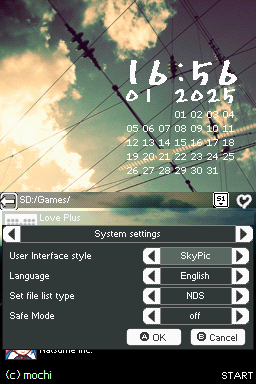 16:56
01 2025
01 02 03 04
05 06 07 08 09 10 11
12 13 14 15 16 17 18
19 20 21 22 23 24 25
26 27 28 29 30 31
SD:/Games/
S1
Love Plus
System settings
User Interface style SkyPic
Language English
Set file list type NDS
Safe Mode off
A OK B Cancel
Natsume Inc.
(c) mochi START